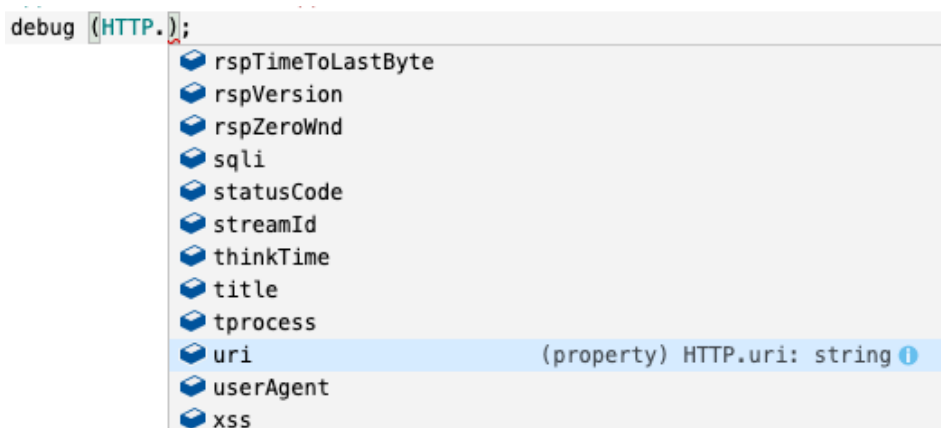 debug (HTTP.);
rspTimeToLastByte
rspVersion
rspZeroWnd
sqli
statusCode
streamId
thinkTime
title
tprocess
uri (property) HTTP.uri: string
userAgent
xss